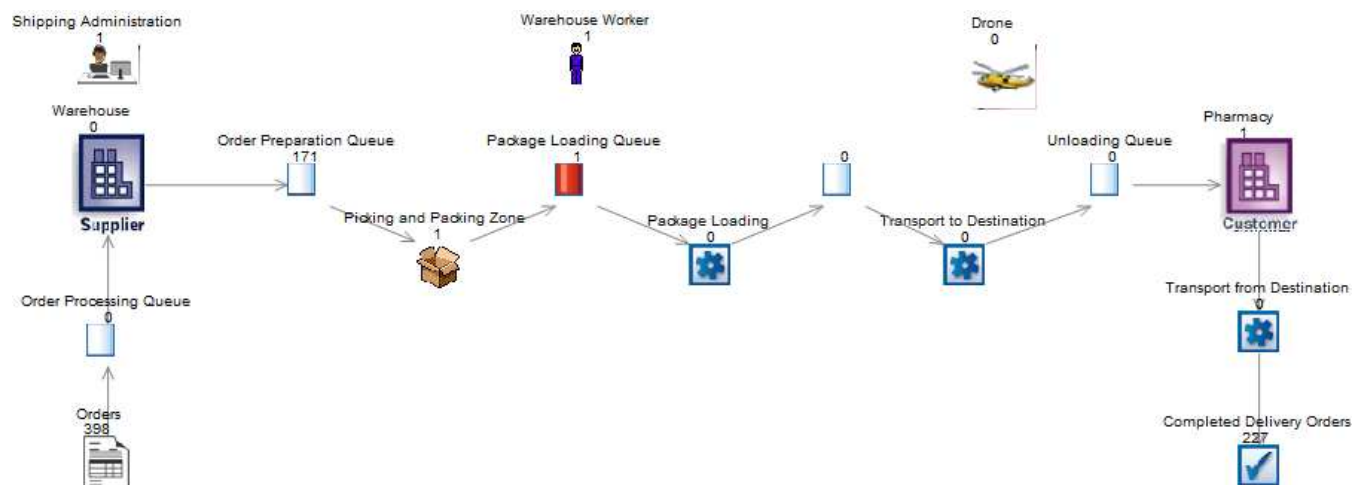 Shipping Administration
1
Warehouse Worker
1
Drone
0
Warehouse
0
Supplier
Order Preparation Queue
171
Package Loading Queue
1
0
Unloading Queue
0
Pharmacy
1
Customer
Picking and Packing Zone
1
Package Loading
0
Transport to Destination
0
Order Processing Queue
0
Transport from Destination
0
Orders
398
Completed Delivery Orders
227